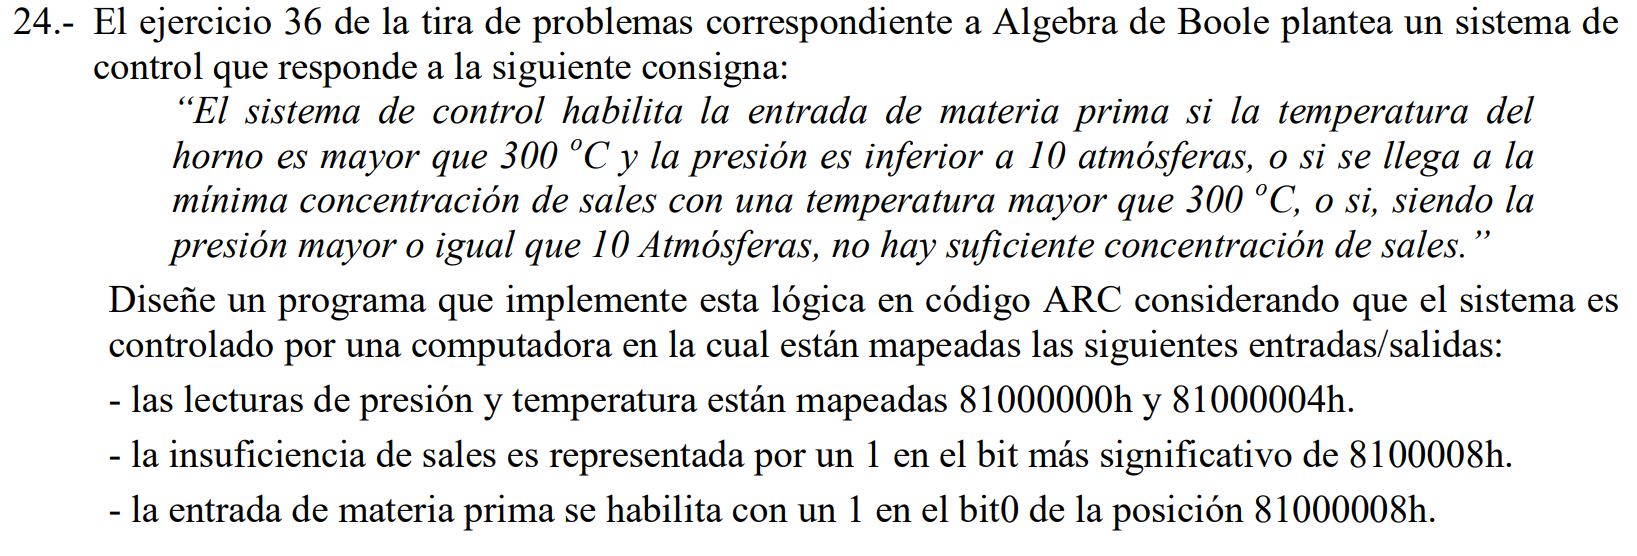 24.- El ejercicio 36 de la tira de problemas correspondiente a Algebra de Boole plantea un sistema de
control que responde a la siguiente consigna:
“El sistema de control habilita la entrada de materia prima si la temperatura del
horno es mayor que 300 ºC y la presión es inferior a 10 atmósferas, o si se llega a la
mínima concentración de sales con una temperatura mayor que 300 ºC, o si, siendo la
presión mayor o igual que 10 Atmósferas, no hay suficiente concentración de sales.”
Diseñe un programa que implemente esta lógica en código ARC considerando que el sistema es
controlado por una computadora en la cual están mapeadas las siguientes entradas/salidas:
- las lecturas de presión y temperatura están mapeadas 81000000h y 81000004h.
- la insuficiencia de sales es representada por un 1 en el bit más significativo de 8100008h.
- la entrada de materia prima se habilita con un 1 en el bit0 de la posición 81000008h.